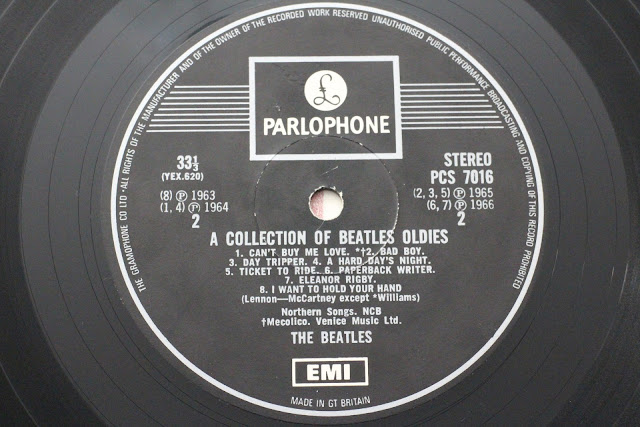 THE GRAMOPHONE CO LTD · ALL RIGHTS OF THE MANUFACTURER AND OF THE OWNER OF THE RECORDED WORK RESERVED UNAUTHORISED PUBLIC PERFORMANCE BROADCASTING AND COPYING OF THIS RECORD PROHIBITED
£
PARLOPHONE
33⅓
(YEX.620)
(8) Ⓟ 1963
(1, 4) Ⓟ 1964
2
STEREO
PCS 7016
(2, 3, 5) Ⓟ 1965
(6, 7) Ⓟ 1966
2
A COLLECTION OF BEATLES OLDIES
1. CAN'T BUY ME LOVE. *†2. BAD BOY.
3. DAY TRIPPER. 4. A HARD DAY'S NIGHT.
5. TICKET TO RIDE. 6. PAPERBACK WRITER.
7. ELEANOR RIGBY.
8. I WANT TO HOLD YOUR HAND
(Lennon—McCartney except *Williams)
Northern Songs. NCB
†Mecolico. Venice Music Ltd.
THE BEATLES
EMI
MADE IN GT BRITAIN